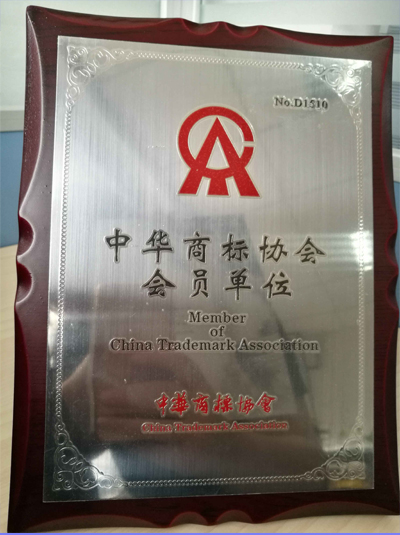 No.D1510
中华商标协会
会员单位
Member
of
China Trademark Association
中華商標協會
China Trademark Association